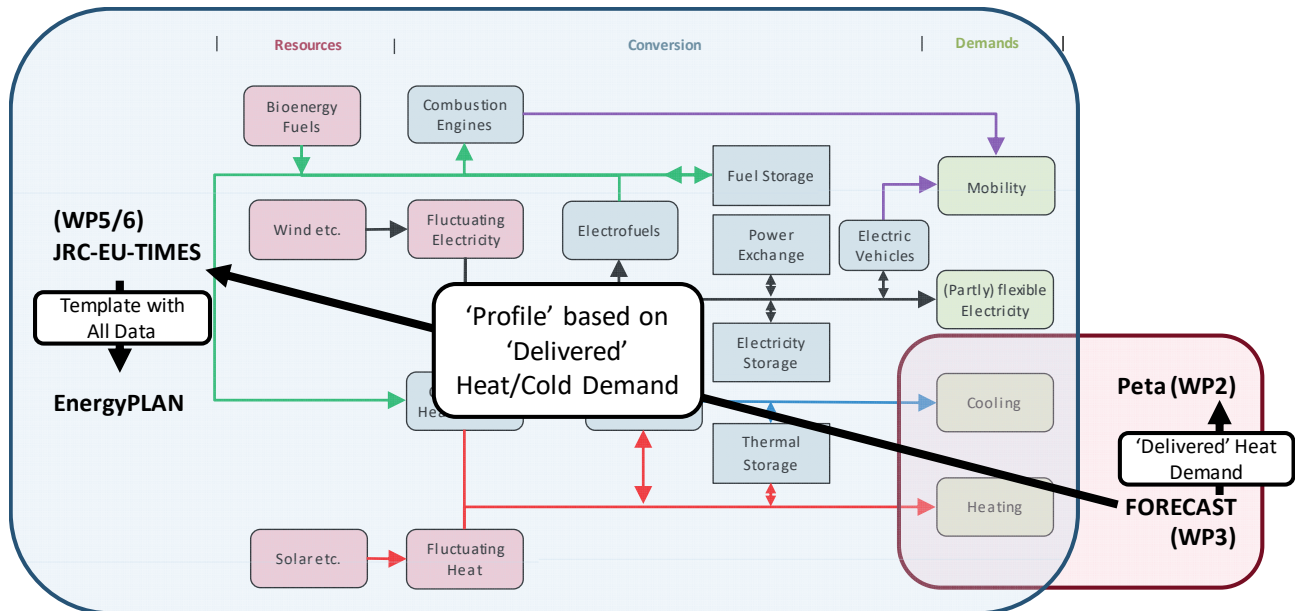 Resources
Conversion
Demands
Bioenergy
Fuels
Combustion
Engines
Fuel Storage
Mobility
(WP5/6)
JRC-EU-TIMES
Wind etc.
Fluctuating
Electricity
Electrofuels
Power
Exchange
Electric
Vehicles
Template with
All Data
EnergyPLAN
'Profile' based on
'Delivered'
Heat/Cold Demand
(Partly) flexible
Electricity
Electricity
Storage
Cooling
Thermal
Storage
Heating
Peta (WP2)
'Delivered' Heat
Demand
FORECAST
(WP3)
Solar etc.
Fluctuating
Heat